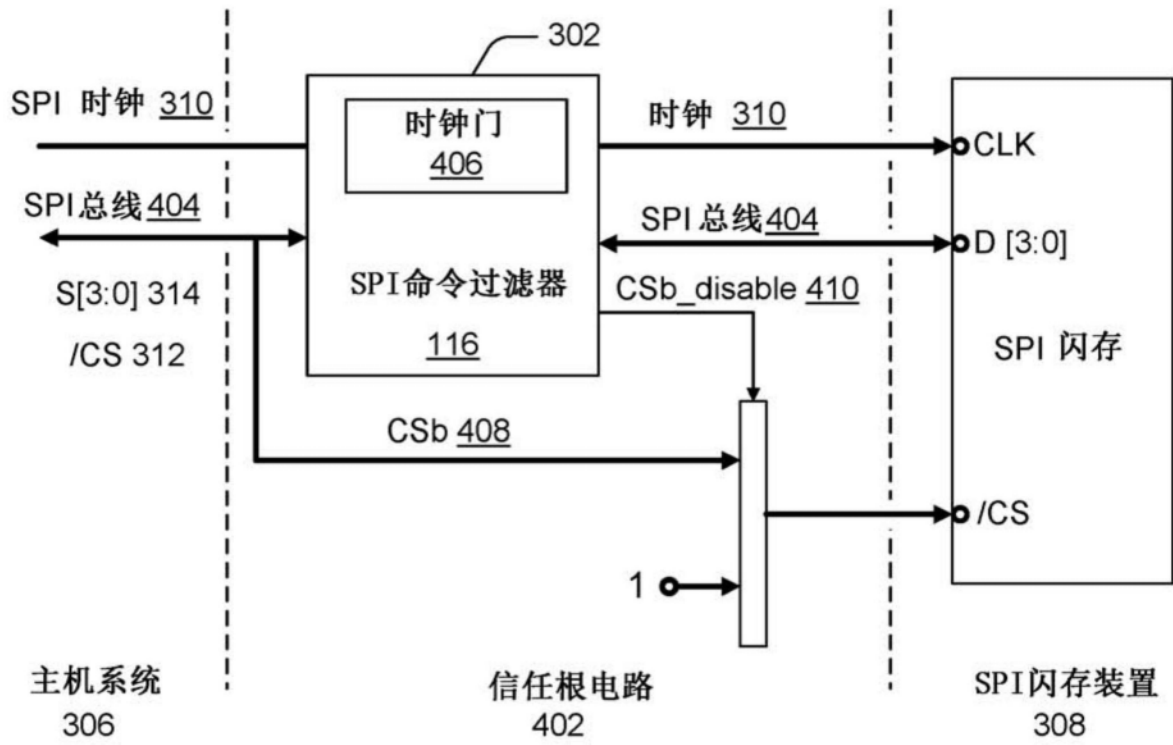 302
SPI 时钟 310
时钟门
406
时钟 310
CLK
SPI总线404
SPI总线404
D [3:0]
S[3:0] 314
/CS 312
SPI命令过滤器
116
CSb_disable 410
SPI 闪存
CSb 408
/CS
1
主机系统
306
信任根电路
402
SPI闪存装置
308